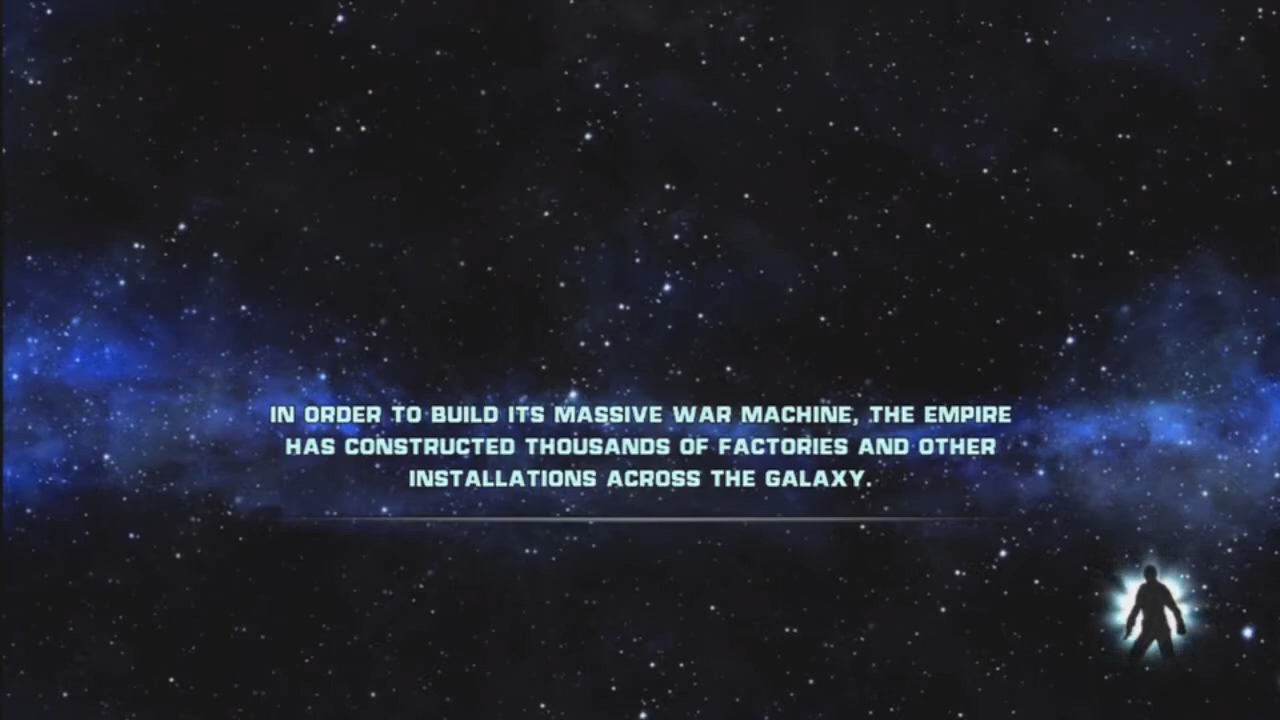 IN ORDER TO BUILD ITS MASSIVE WAR MACHINE, THE EMPIRE
HAS CONSTRUCTED THOUSANDS OF FACTORIES AND OTHER
INSTALLATIONS ACROSS THE GALAXY.